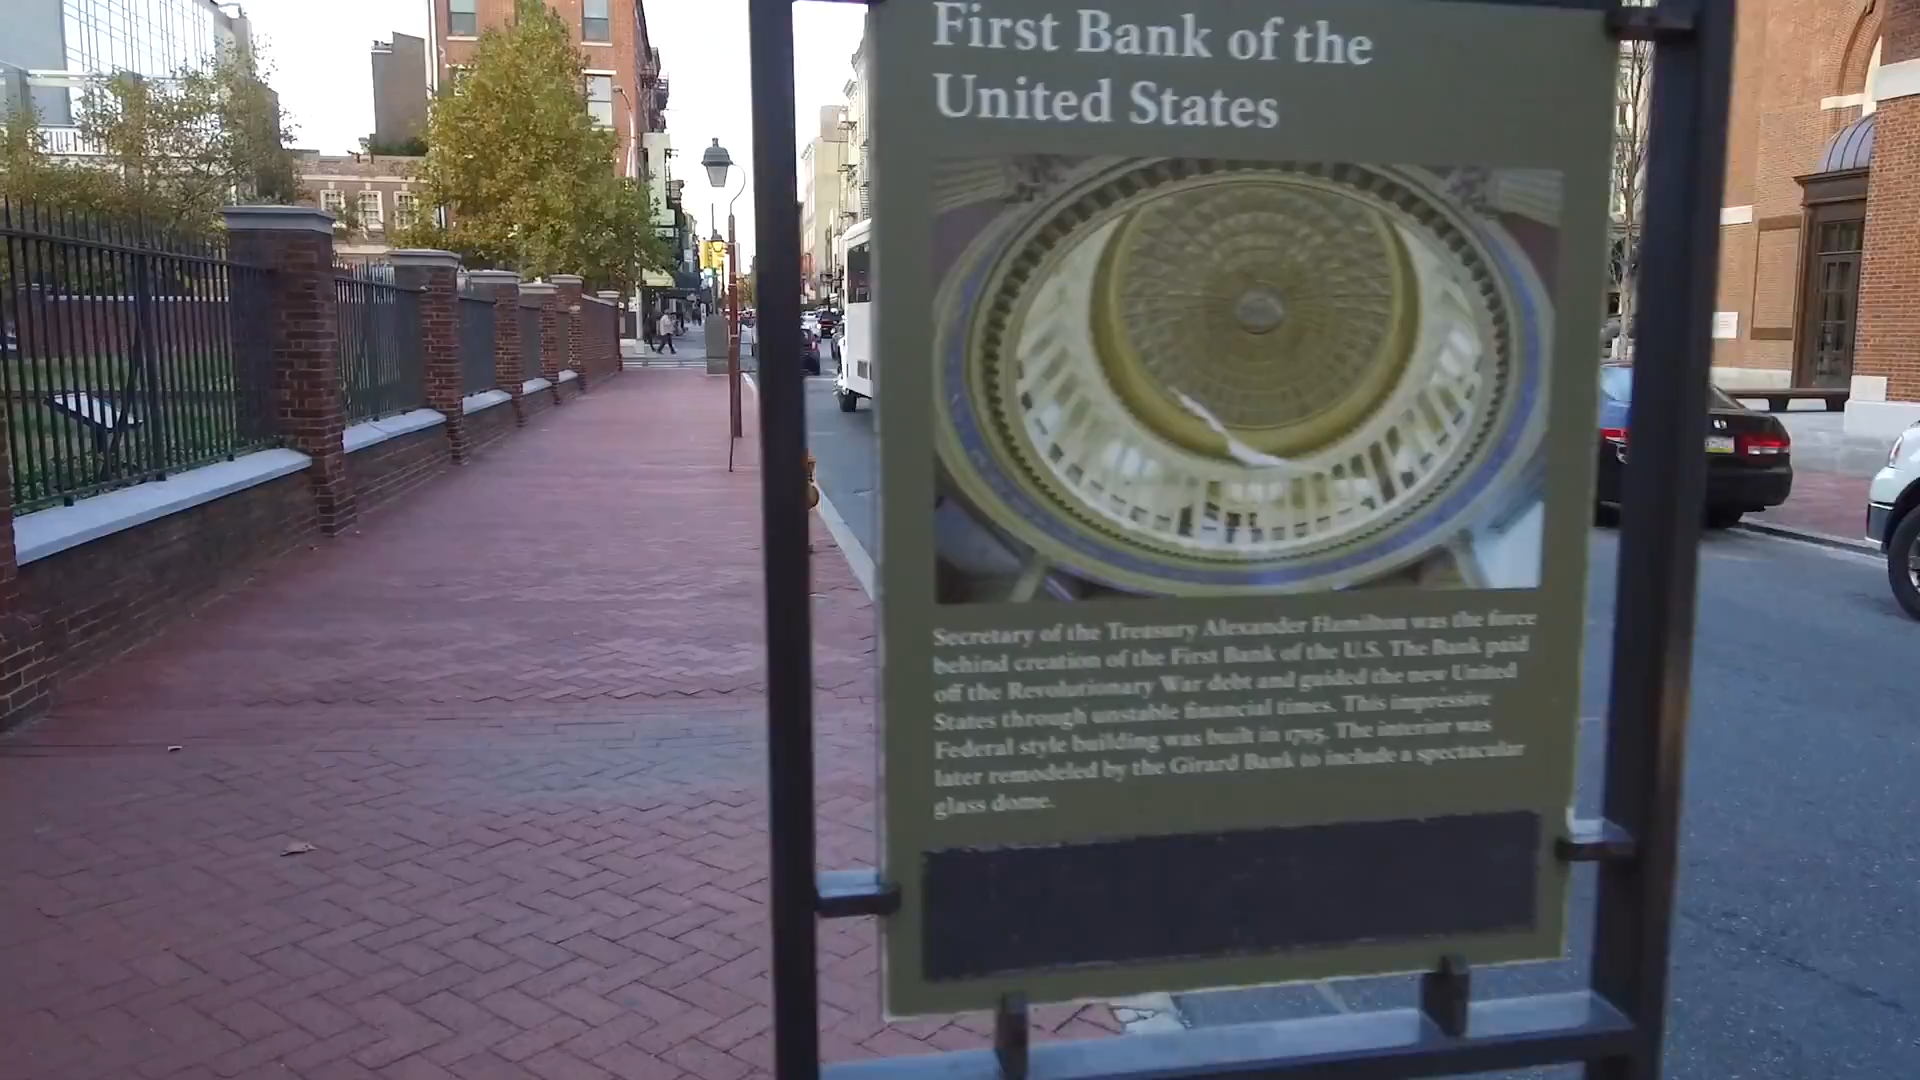 First Bank of the
United States
Secretary of the Treasury Alexander Hamilton was the force
behind creation of the First Bank of the U.S. The Bank paid
off the Revolutionary War debt and guided the new United
States through unstable financial times. This impressive
Federal style building was built in 1795. The interior was
later remodeled by the Girard Bank to include a spectacular
glass dome.